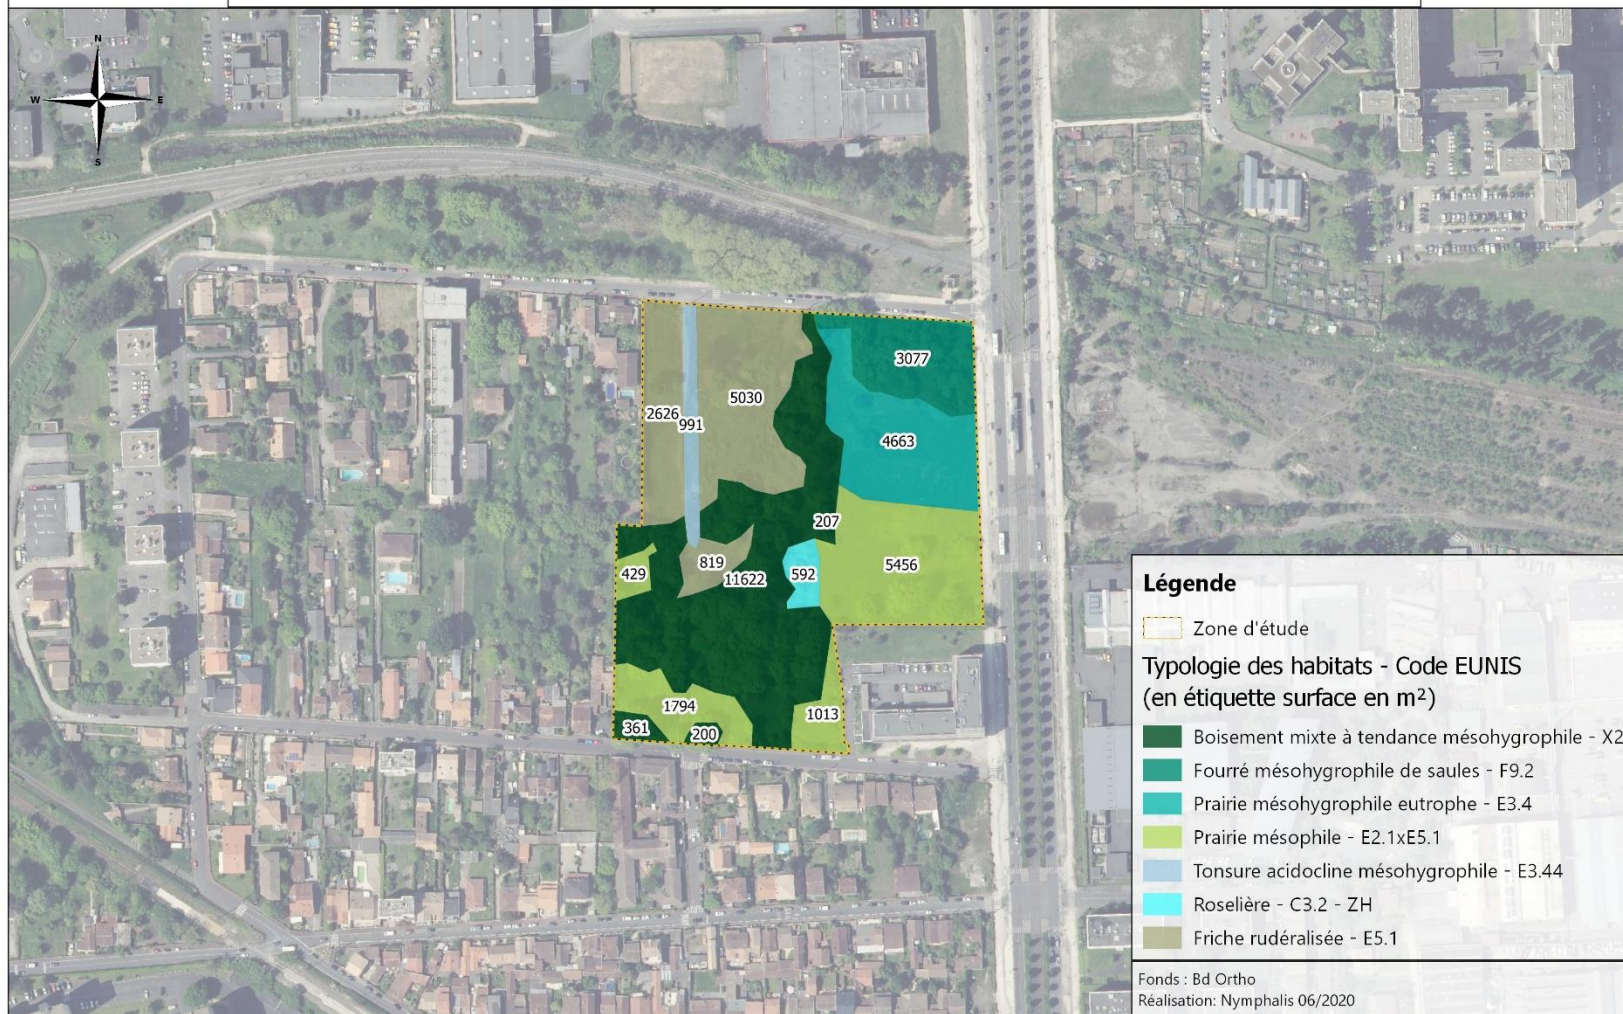 N
W E
S
3077
5030
2626
991
4663
207
819
592
5456
429
11622
1794
1013
361
200
Légende
Zone d'étude
Typologie des habitats - Code EUNIS
(en étiquette surface en m²)
Boisement mixte à tendance mésohygrophile - X2
Fourré mésohygrophile de saules - F9.2
Prairie mésohygrophile eutrophe - E3.4
Prairie mésophile - E2.1xE5.1
Tonsure acidocline mésohygrophile - E3.44
Roselière - C3.2 - ZH
Friche rudéralisée - E5.1
Fonds : Bd Ortho
Réalisation: Nymphalis 06/2020